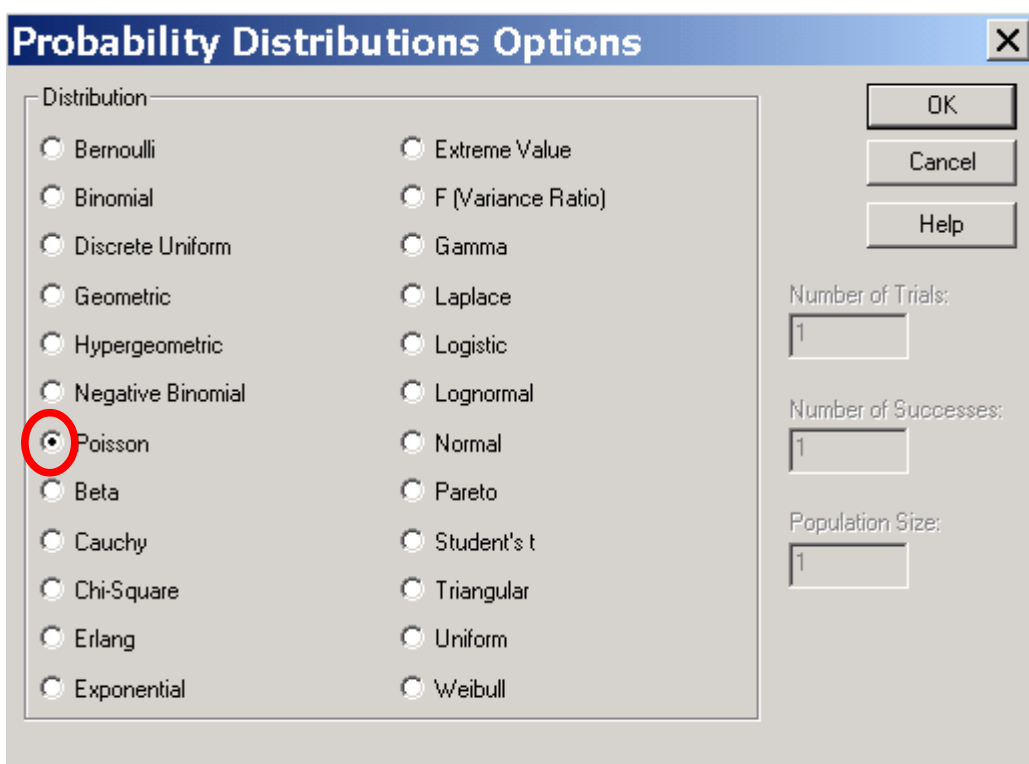 Probability Distributions Options
Distribution
Bernoulli
Binomial
Discrete Uniform
Geometric
Hypergeometric
Negative Binomial
Poisson
Beta
Cauchy
Chi-Square
Erlang
Exponential
Extreme Value
F (Variance Ratio)
Gamma
Laplace
Logistic
Lognormal
Normal
Pareto
Student's t
Triangular
Uniform
Weibull
OK
Cancel
Help
Number of Trials:
1
Number of Successes:
1
Population Size:
1